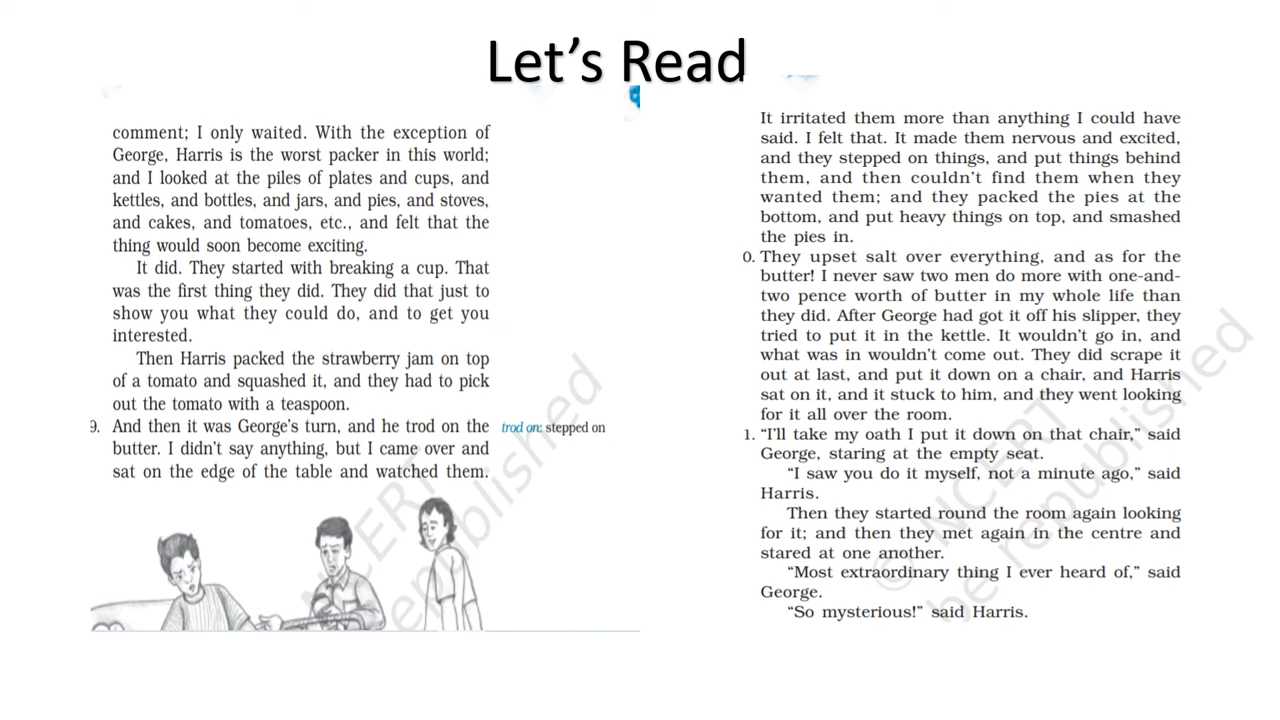 Let's Read
comment; I only waited. With the exception of
George, Harris is the worst packer in this world;
and I looked at the piles of plates and cups, and
kettles, and bottles, and jars, and pies, and stoves,
and cakes, and tomatoes, etc., and felt that the
thing would soon become exciting.
It did. They started with breaking a cup. That
was the first thing they did. They did that just to
show you what they could do, and to get you
interested.
Then Harris packed the strawberry jam on top
of a tomato and squashed it, and they had to pick
out the tomato with a teaspoon.
9. And then it was George's turn, and he trod on the
butter. I didn't say anything, but I came over and
sat on the edge of the table and watched them.
trod on: stepped on
It irritated them more than anything I could have
said. I felt that. It made them nervous and excited,
and they stepped on things, and put things behind
them, and then couldn't find them when they
wanted them; and they packed the pies at the
bottom, and put heavy things on top, and smashed
the pies in.
0. They upset salt over everything, and as for the
butter! I never saw two men do more with one-and-
two pence worth of butter in my whole life than
they did. After George had got it off his slipper, they
tried to put it in the kettle. It wouldn't go in, and
what was in wouldn't come out. They did scrape it
out at last, and put it down on a chair, and Harris
sat on it, and it stuck to him, and they went looking
for it all over the room.
1. "I'll take my oath I put it down on that chair," said
George, staring at the empty seat.
"I saw you do it myself, not a minute ago," said
Harris.
Then they started round the room again looking
for it; and then they met again in the centre and
stared at one another.
"Most extraordinary thing I ever heard of," said
George.
"So mysterious!" said Harris.
NCERT
republished
© NCERT
be republished